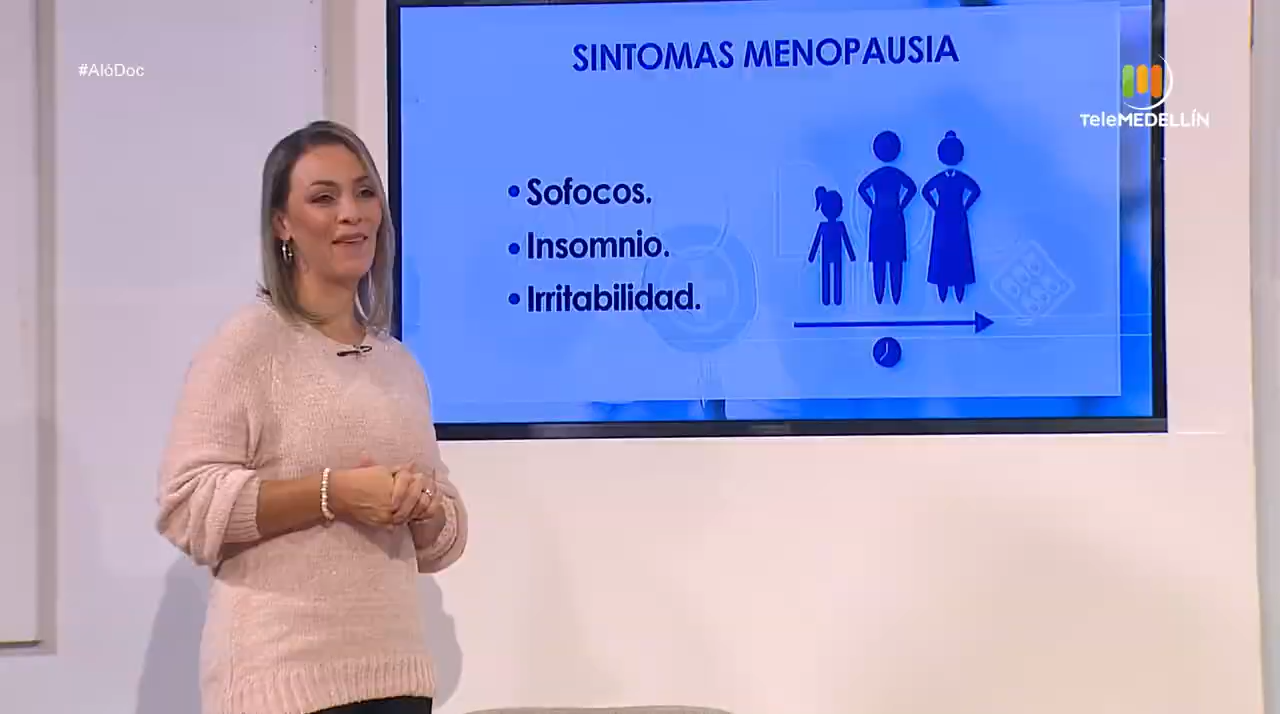 #AlóDoc
SINTOMAS MENOPAUSIA
TeleMEDELLÍN
• Sofocos.
• Insomnio.
• Irritabilidad.